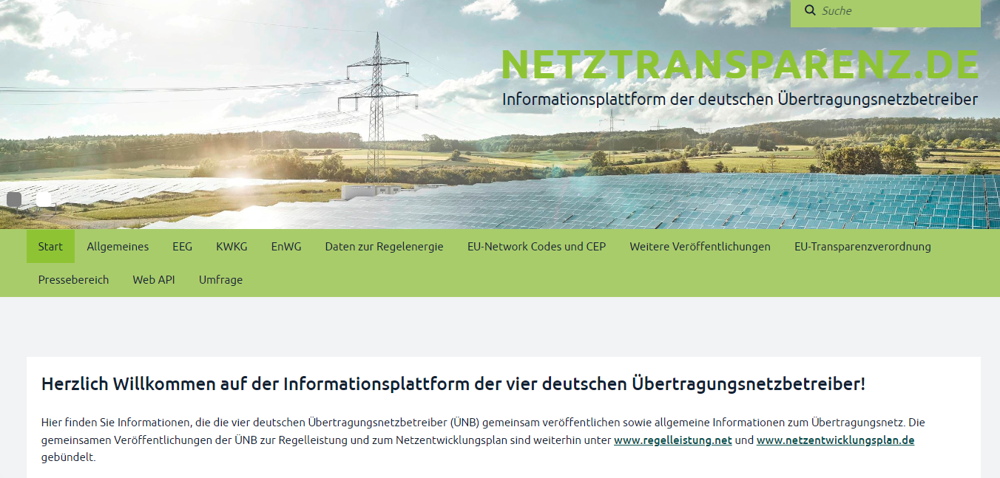 Suche
NETZTRANSPARENZ.DE
Informationsplattform der deutschen Übertragungsnetzbetreiber
Start Allgemeines EEG KWKG EnWG Daten zur Regelenergie EU-Network Codes und CEP Weitere Veröffentlichungen EU-Transparenzverordnung
Pressebereich Web API Umfrage
Herzlich Willkommen auf der Informationsplattform der vier deutschen Übertragungsnetzbetreiber!
Hier finden Sie Informationen, die die vier deutschen Übertragungsnetzbetreiber (ÜNB) gemeinsam veröffentlichen sowie allgemeine Informationen zum Übertragungsnetz. Die
gemeinsamen Veröffentlichungen der ÜNB zur Regelleistung und zum Netzentwicklungsplan sind weiterhin unter www.regelleistung.net und www.netzentwicklungsplan.de
gebündelt.